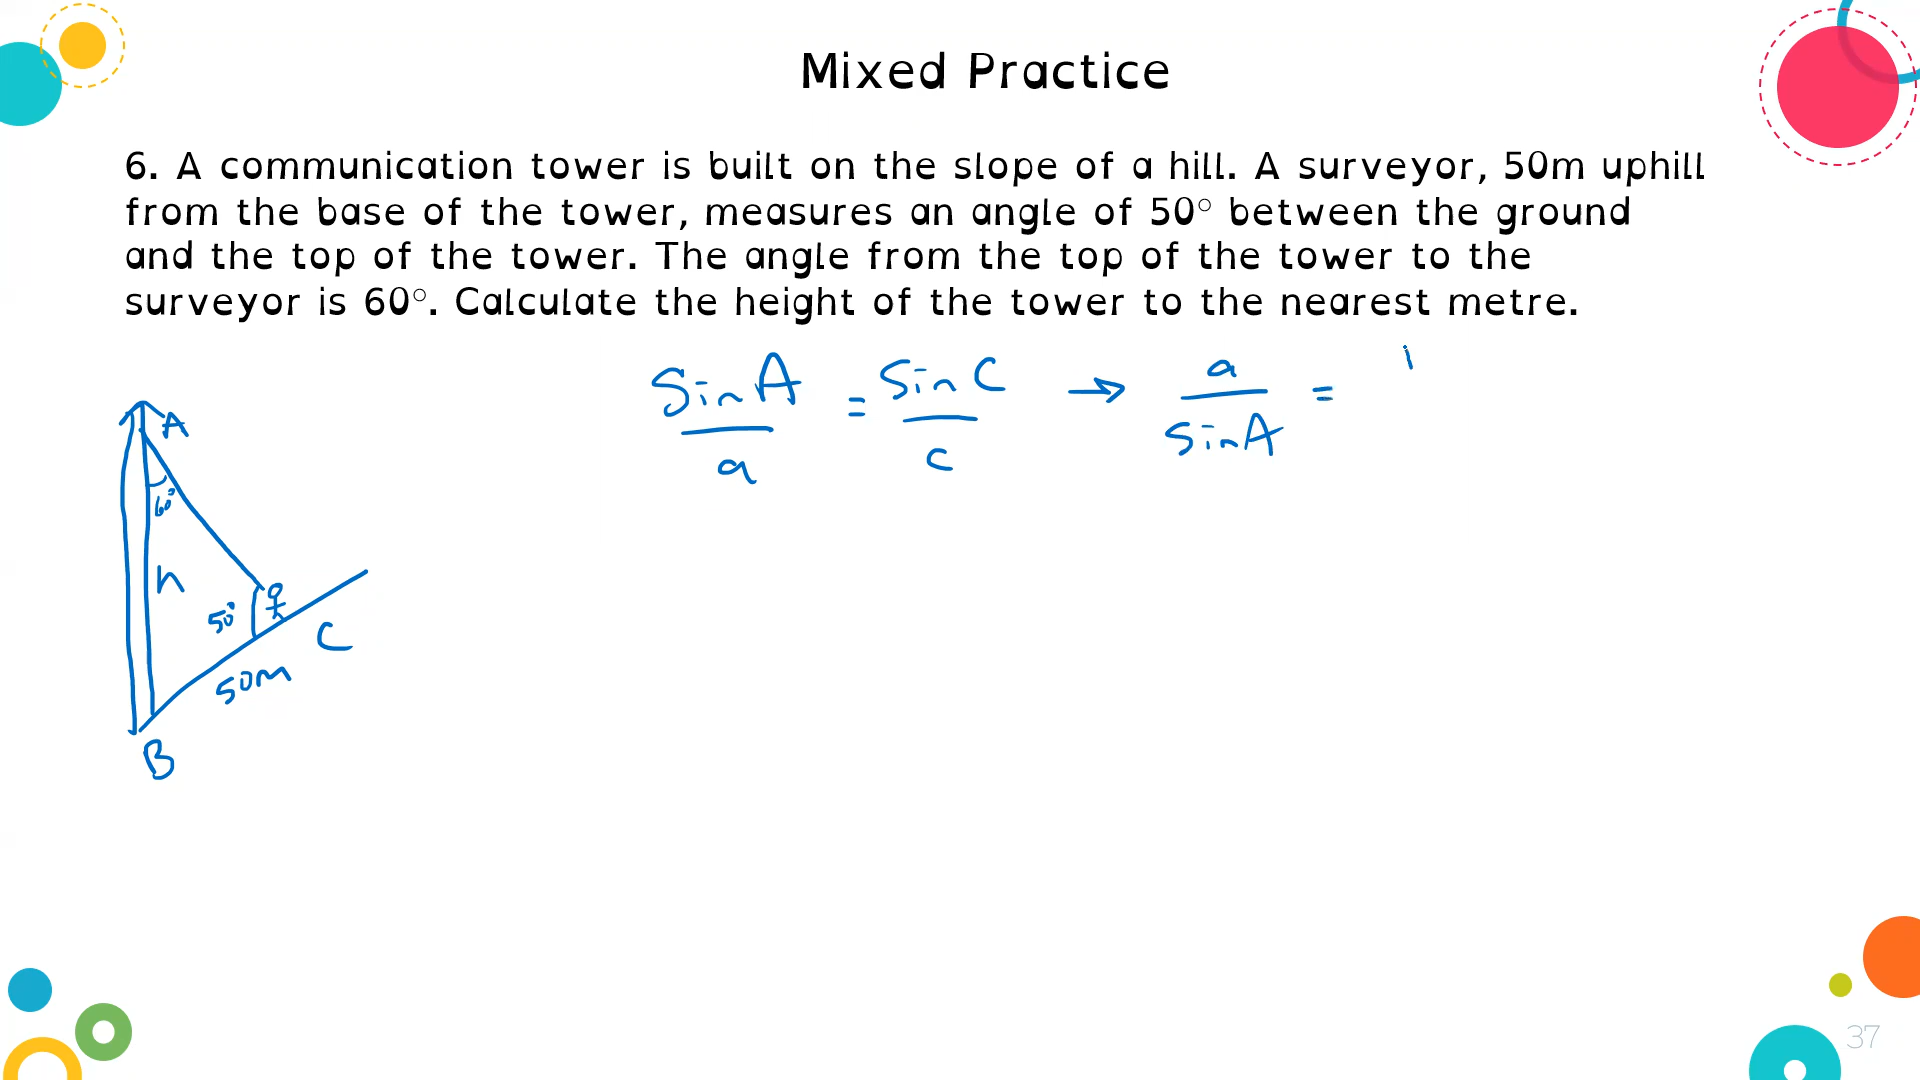 Mixed Practice
6. A communication tower is built on the slope of a hill. A surveyor, 50m uphill
from the base of the tower, measures an angle of 50° between the ground
and the top of the tower. The angle from the top of the tower to the
surveyor is 60°. Calculate the height of the tower to the nearest metre.
sinA/a = sinC/c → a/sinA =
A
60°
h
50°
C
50m
B
37